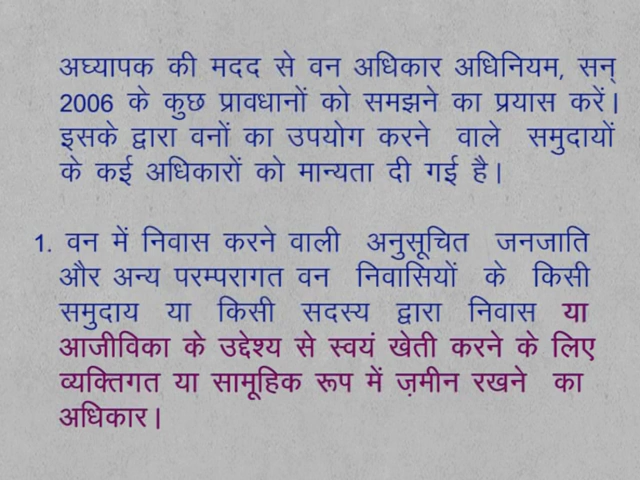 अध्यापक की मदद से वन अधिकार अधिनियम, सन्
2006 के कुछ प्रावधानों को समझने का प्रयास करें।
इसके द्वारा वनों का उपयोग करने वाले समुदायों
के कई अधिकारों को मान्यता दी गई है।
1. वन में निवास करने वाली अनुसूचित जनजाति
और अन्य परम्परागत वन निवासियों के किसी
समुदाय या किसी सदस्य द्वारा निवास या
आजीविका के उद्देश्य से स्वयं खेती करने के लिए
व्यक्तिगत या सामूहिक रूप में ज़मीन रखने का
अधिकार।